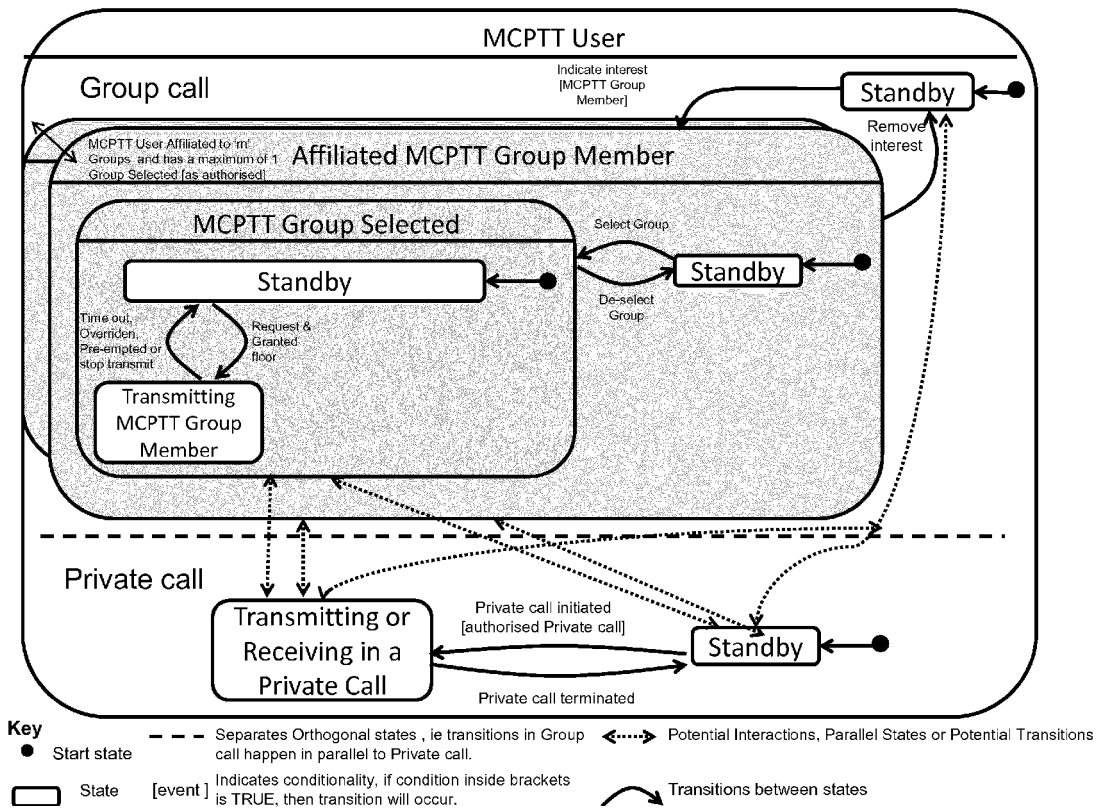 MCPTT User
Group call
Indicate interest
[MCPTT Group
Member]
Standby
Remove
interest
MCPTT User Affiliated to 'm'
Groups  and has a maximum of 1
Group Selected [as authorised]
Affiliated MCPTT Group Member
MCPTT Group Selected
Select Group
Standby
Standby
De-select
Group
Time out,
Overriden,
Pre-empted or
stop transmit
Request &
Granted
floor
Transmitting
MCPTT Group
Member
Private call
Transmitting or
Receiving in a
Private Call
Private call initiated
[authorised Private call]
Standby
Private call terminated
Key
Start state
Separates Orthogonal states , ie transitions in Group
call happen in parallel to Private call.
Potential Interactions, Parallel States or Potential Transitions
State
[event ]
Indicates conditionality, if condition inside brackets
is TRUE, then transition will occur.
Transitions between states